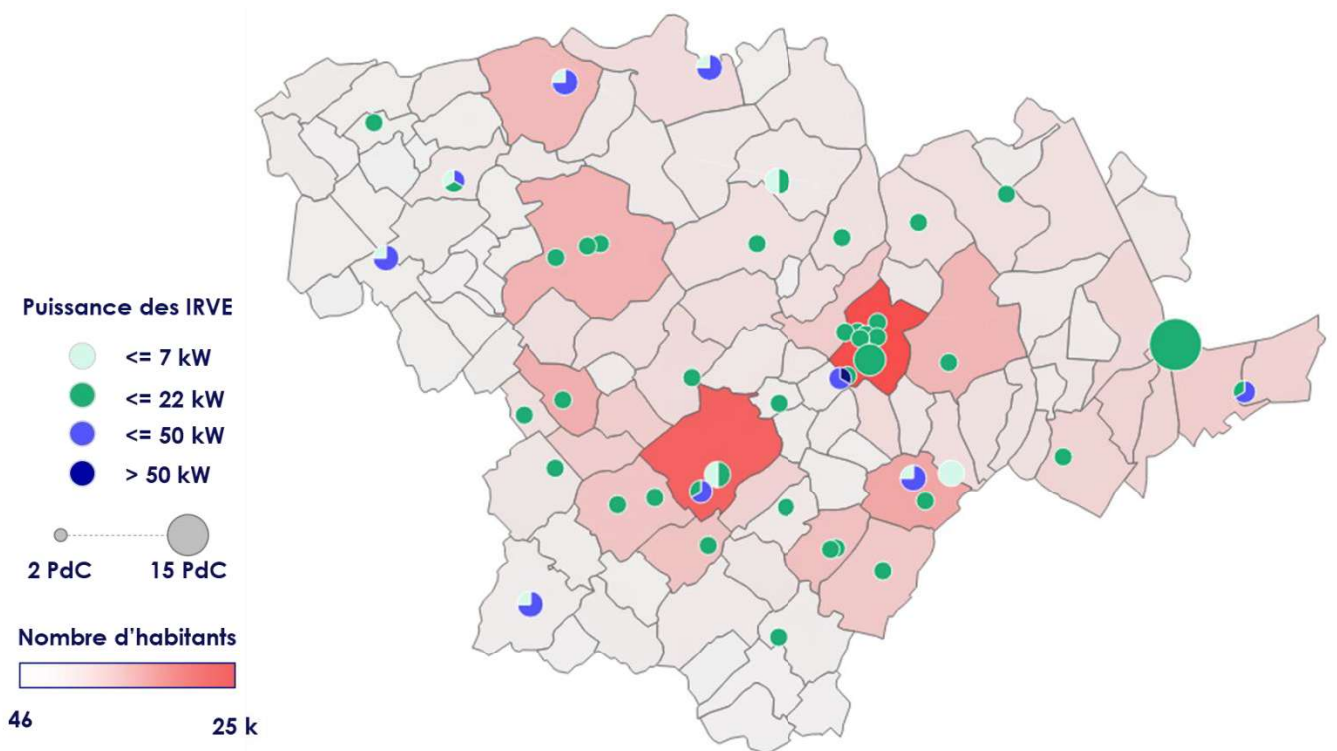 Puissance des IRVE
<= 7 kW
<= 22 kW
<= 50 kW
> 50 kW
2 PdC 15 PdC
Nombre d'habitants
46 25 k